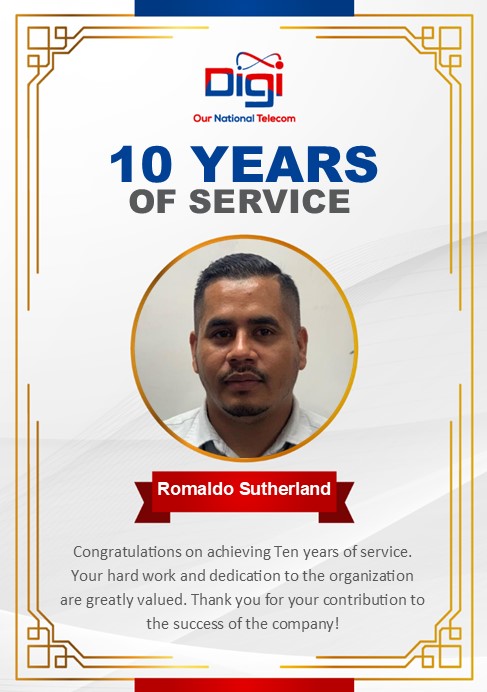 Digi
Our National Telecom
10 YEARS
OF SERVICE
Romaldo Sutherland
Congratulations on achieving Ten years of service.
Your hard work and dedication to the organization
are greatly valued. Thank you for your contribution to
the success of the company!